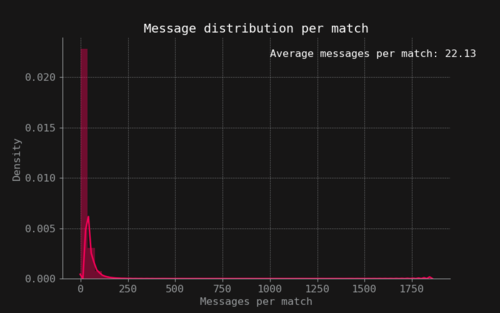 Message distribution per match
Average messages per match: 22.13
0.020
0.015
0.010
0.005
0.000
Density
0 250 500 750 1000 1250 1500 1750
Messages per match